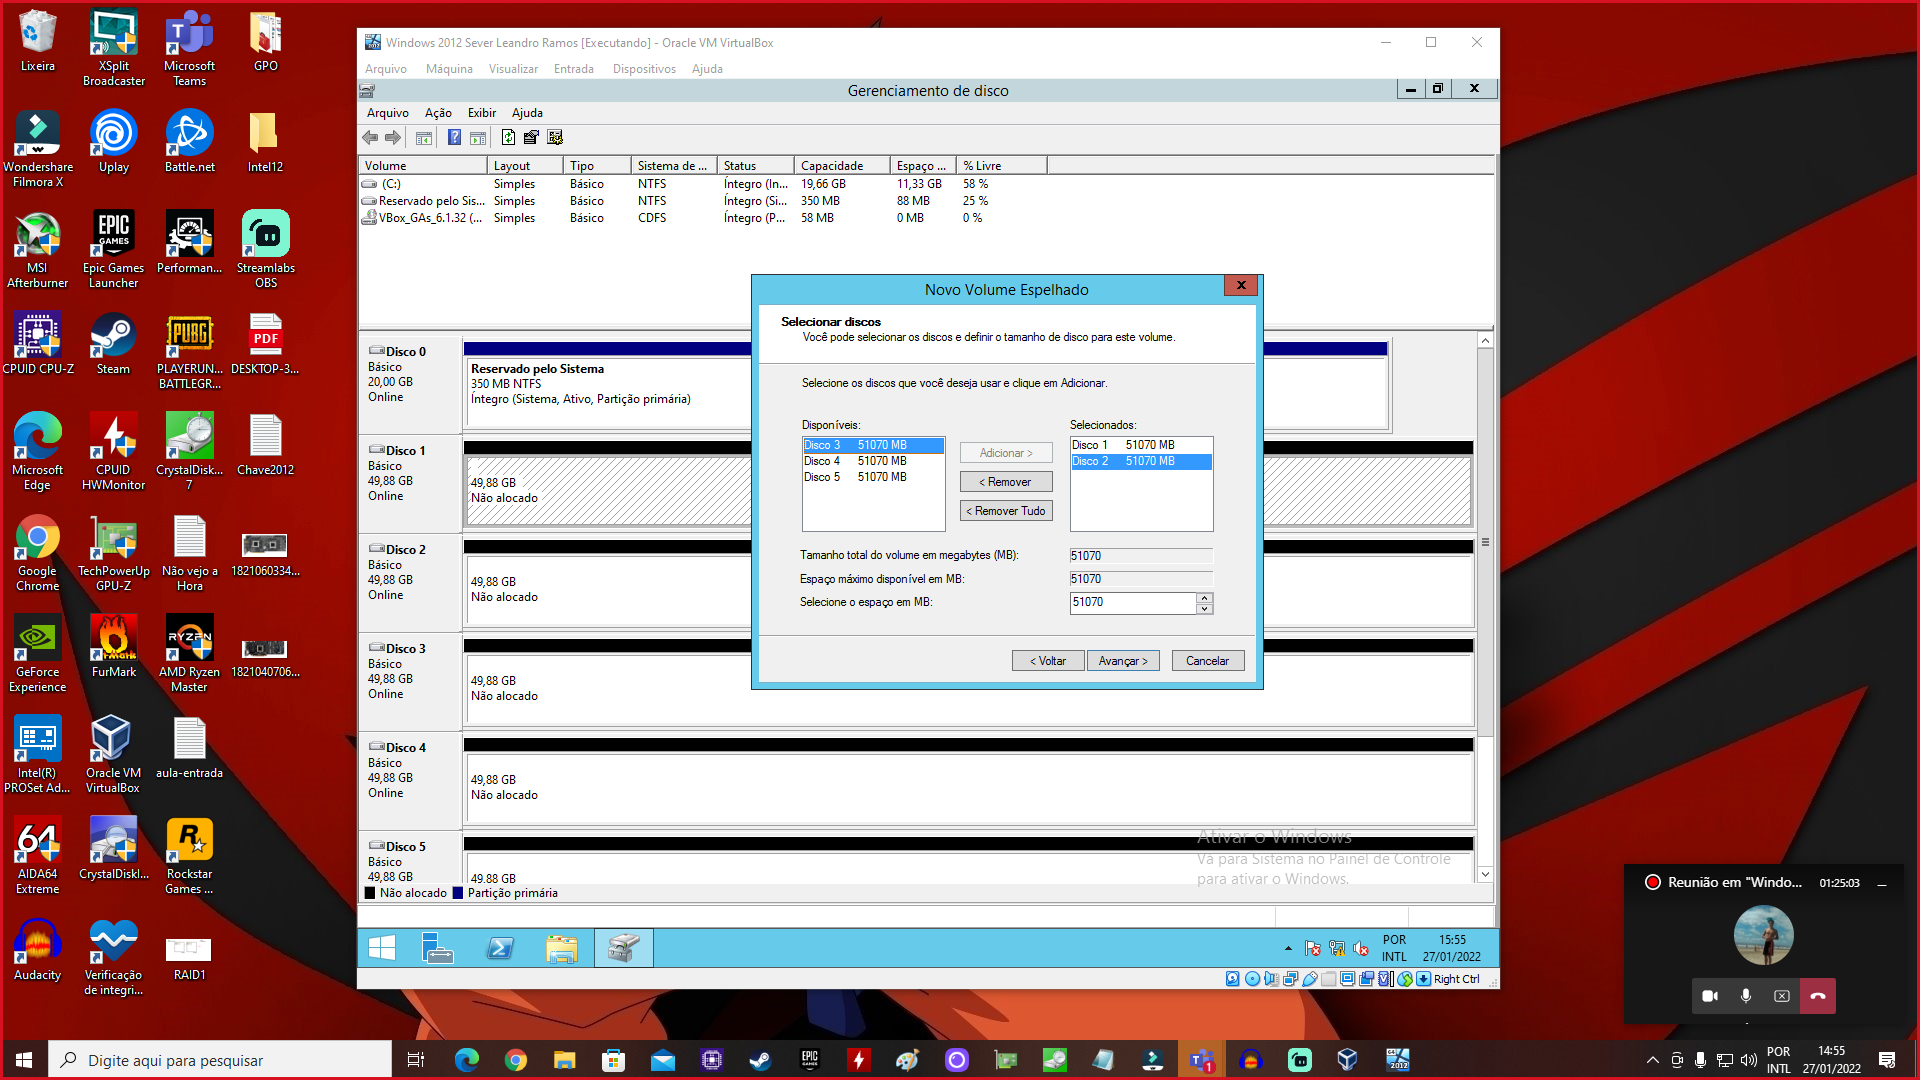 Lixeira
XSplit
Broadcaster
Microsoft
Teams
GPO
Wondershare
Filmora X
Uplay
Battle.net
Intel12
MSI
Afterburner
Epic Games
Launcher
Performan...
Streamlabs
OBS
CPUID CPU-Z
Steam
PLAYERUN...
BATTLEGR...
DESKTOP-3...
Microsoft
Edge
CPUID
HWMonitor
CrystalDisk...
7
Chave2012
Google
Chrome
TechPowerUp
GPU-Z
Não vejo a
Hora
1821060334...
GeForce
Experience
FurMark
AMD Ryzen
Master
1821040706...
Intel(R)
PROSet Ad...
Oracle VM
VirtualBox
aula-entrada
AIDA64
Extreme
CrystalDiskI...
Rockstar
Games ...
Audacity
Verificação
de integri...
RAID1
Windows 2012 Sever Leandro Ramos [Executando] - Oracle VM VirtualBox
Arquivo Máquina Visualizar Entrada Dispositivos Ajuda
Gerenciamento de disco
Arquivo Ação Exibir Ajuda
Volume Layout Tipo Sistema de ... Status Capacidade Espaço ... % Livre
(C:) Simples Básico NTFS Íntegro (In... 19,66 GB 11,33 GB 58 %
Reservado pelo Sis... Simples Básico NTFS Íntegro (Si... 350 MB 88 MB 25 %
VBox_GAs_6.1.32 (... Simples Básico CDFS Íntegro (P... 58 MB 0 MB 0 %
Disco 0
Básico
20,00 GB
Online
Reservado pelo Sistema
350 MB NTFS
Íntegro (Sistema, Ativo, Partição primária)
Disco 1
Básico
49,88 GB
Online
49,88 GB
Não alocado
Disco 2
Básico
49,88 GB
Online
49,88 GB
Não alocado
Disco 3
Básico
49,88 GB
Online
49,88 GB
Não alocado
Disco 4
Básico
49,88 GB
Online
49,88 GB
Não alocado
Disco 5
Básico
49,88 GB
49,88 GB
Não alocado Partição primária
Novo Volume Espelhado
Selecionar discos
Você pode selecionar os discos e definir o tamanho de disco para este volume.
Selecione os discos que você deseja usar e clique em Adicionar.
Disponíveis:
Disco 3 51070 MB
Disco 4 51070 MB
Disco 5 51070 MB
Adicionar >
< Remover
< Remover Tudo
Selecionados:
Disco 1 51070 MB
Disco 2 51070 MB
Tamanho total do volume em megabytes (MB): 51070
Espaço máximo disponível em MB: 51070
Selecione o espaço em MB: 51070
< Voltar Avançar > Cancelar
Ativar o Windows
Vá para Sistema no Painel de Controle
para ativar o Windows.
POR
INTL
15:55
27/01/2022
Right Ctrl
Reunião em "Windo... 01:25:03
Digite aqui para pesquisar
POR
INTL
14:55
27/01/2022